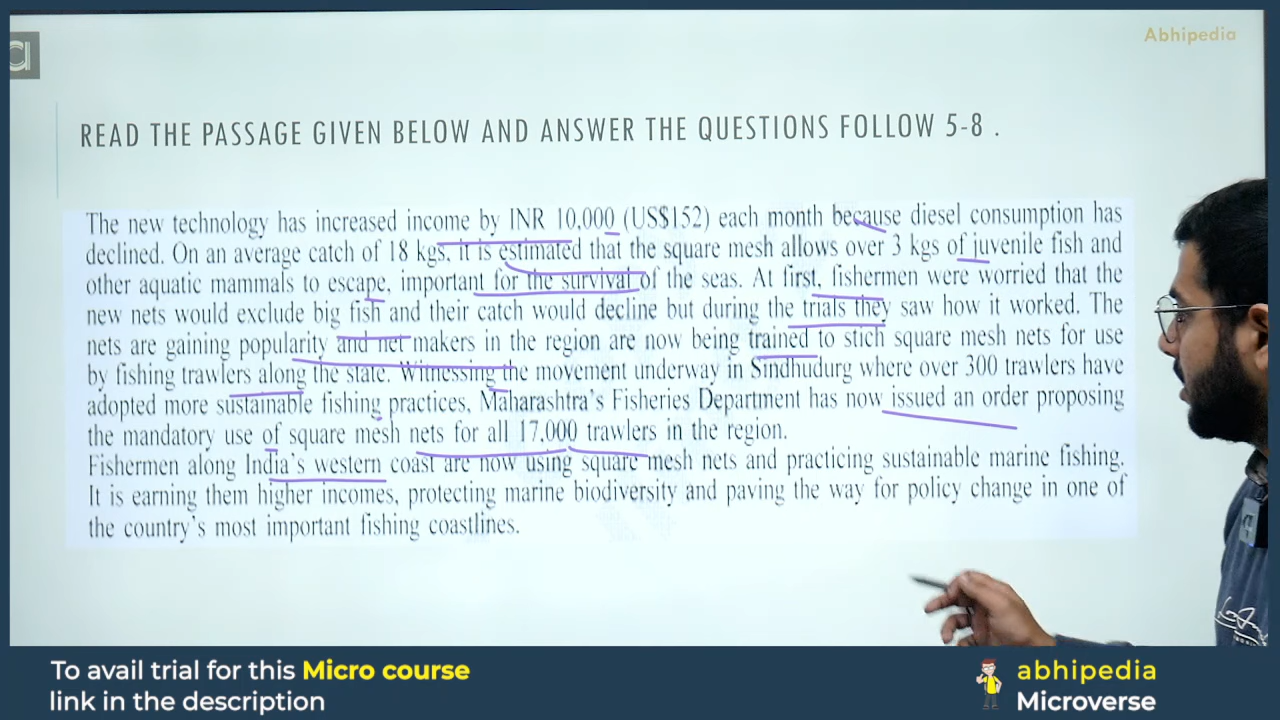 Abhipedia
a
READ THE PASSAGE GIVEN BELOW AND ANSWER THE QUESTIONS FOLLOW 5-8 .
The new technology has increased income by INR 10,000 (US$152) each month because diesel consumption has
declined. On an average catch of 18 kgs, it is estimated that the square mesh allows over 3 kgs of juvenile fish and
other aquatic mammals to escape, important for the survival of the seas. At first, fishermen were worried that the
new nets would exclude big fish and their catch would decline but during the trials they saw how it worked. The
nets are gaining popularity and net makers in the region are now being trained to stich square mesh nets for use
by fishing trawlers along the state. Witnessing the movement underway in Sindhudurg where over 300 trawlers have
adopted more sustainable fishing practices, Maharashtra's Fisheries Department has now issued an order proposing
the mandatory use of square mesh nets for all 17,000 trawlers in the region.
Fishermen along India's western coast are now using square mesh nets and practicing sustainable marine fishing.
It is earning them higher incomes, protecting marine biodiversity and paving the way for policy change in one of
the country's most important fishing coastlines.
To avail trial for this Micro course
link in the description
abhipedia
Microverse